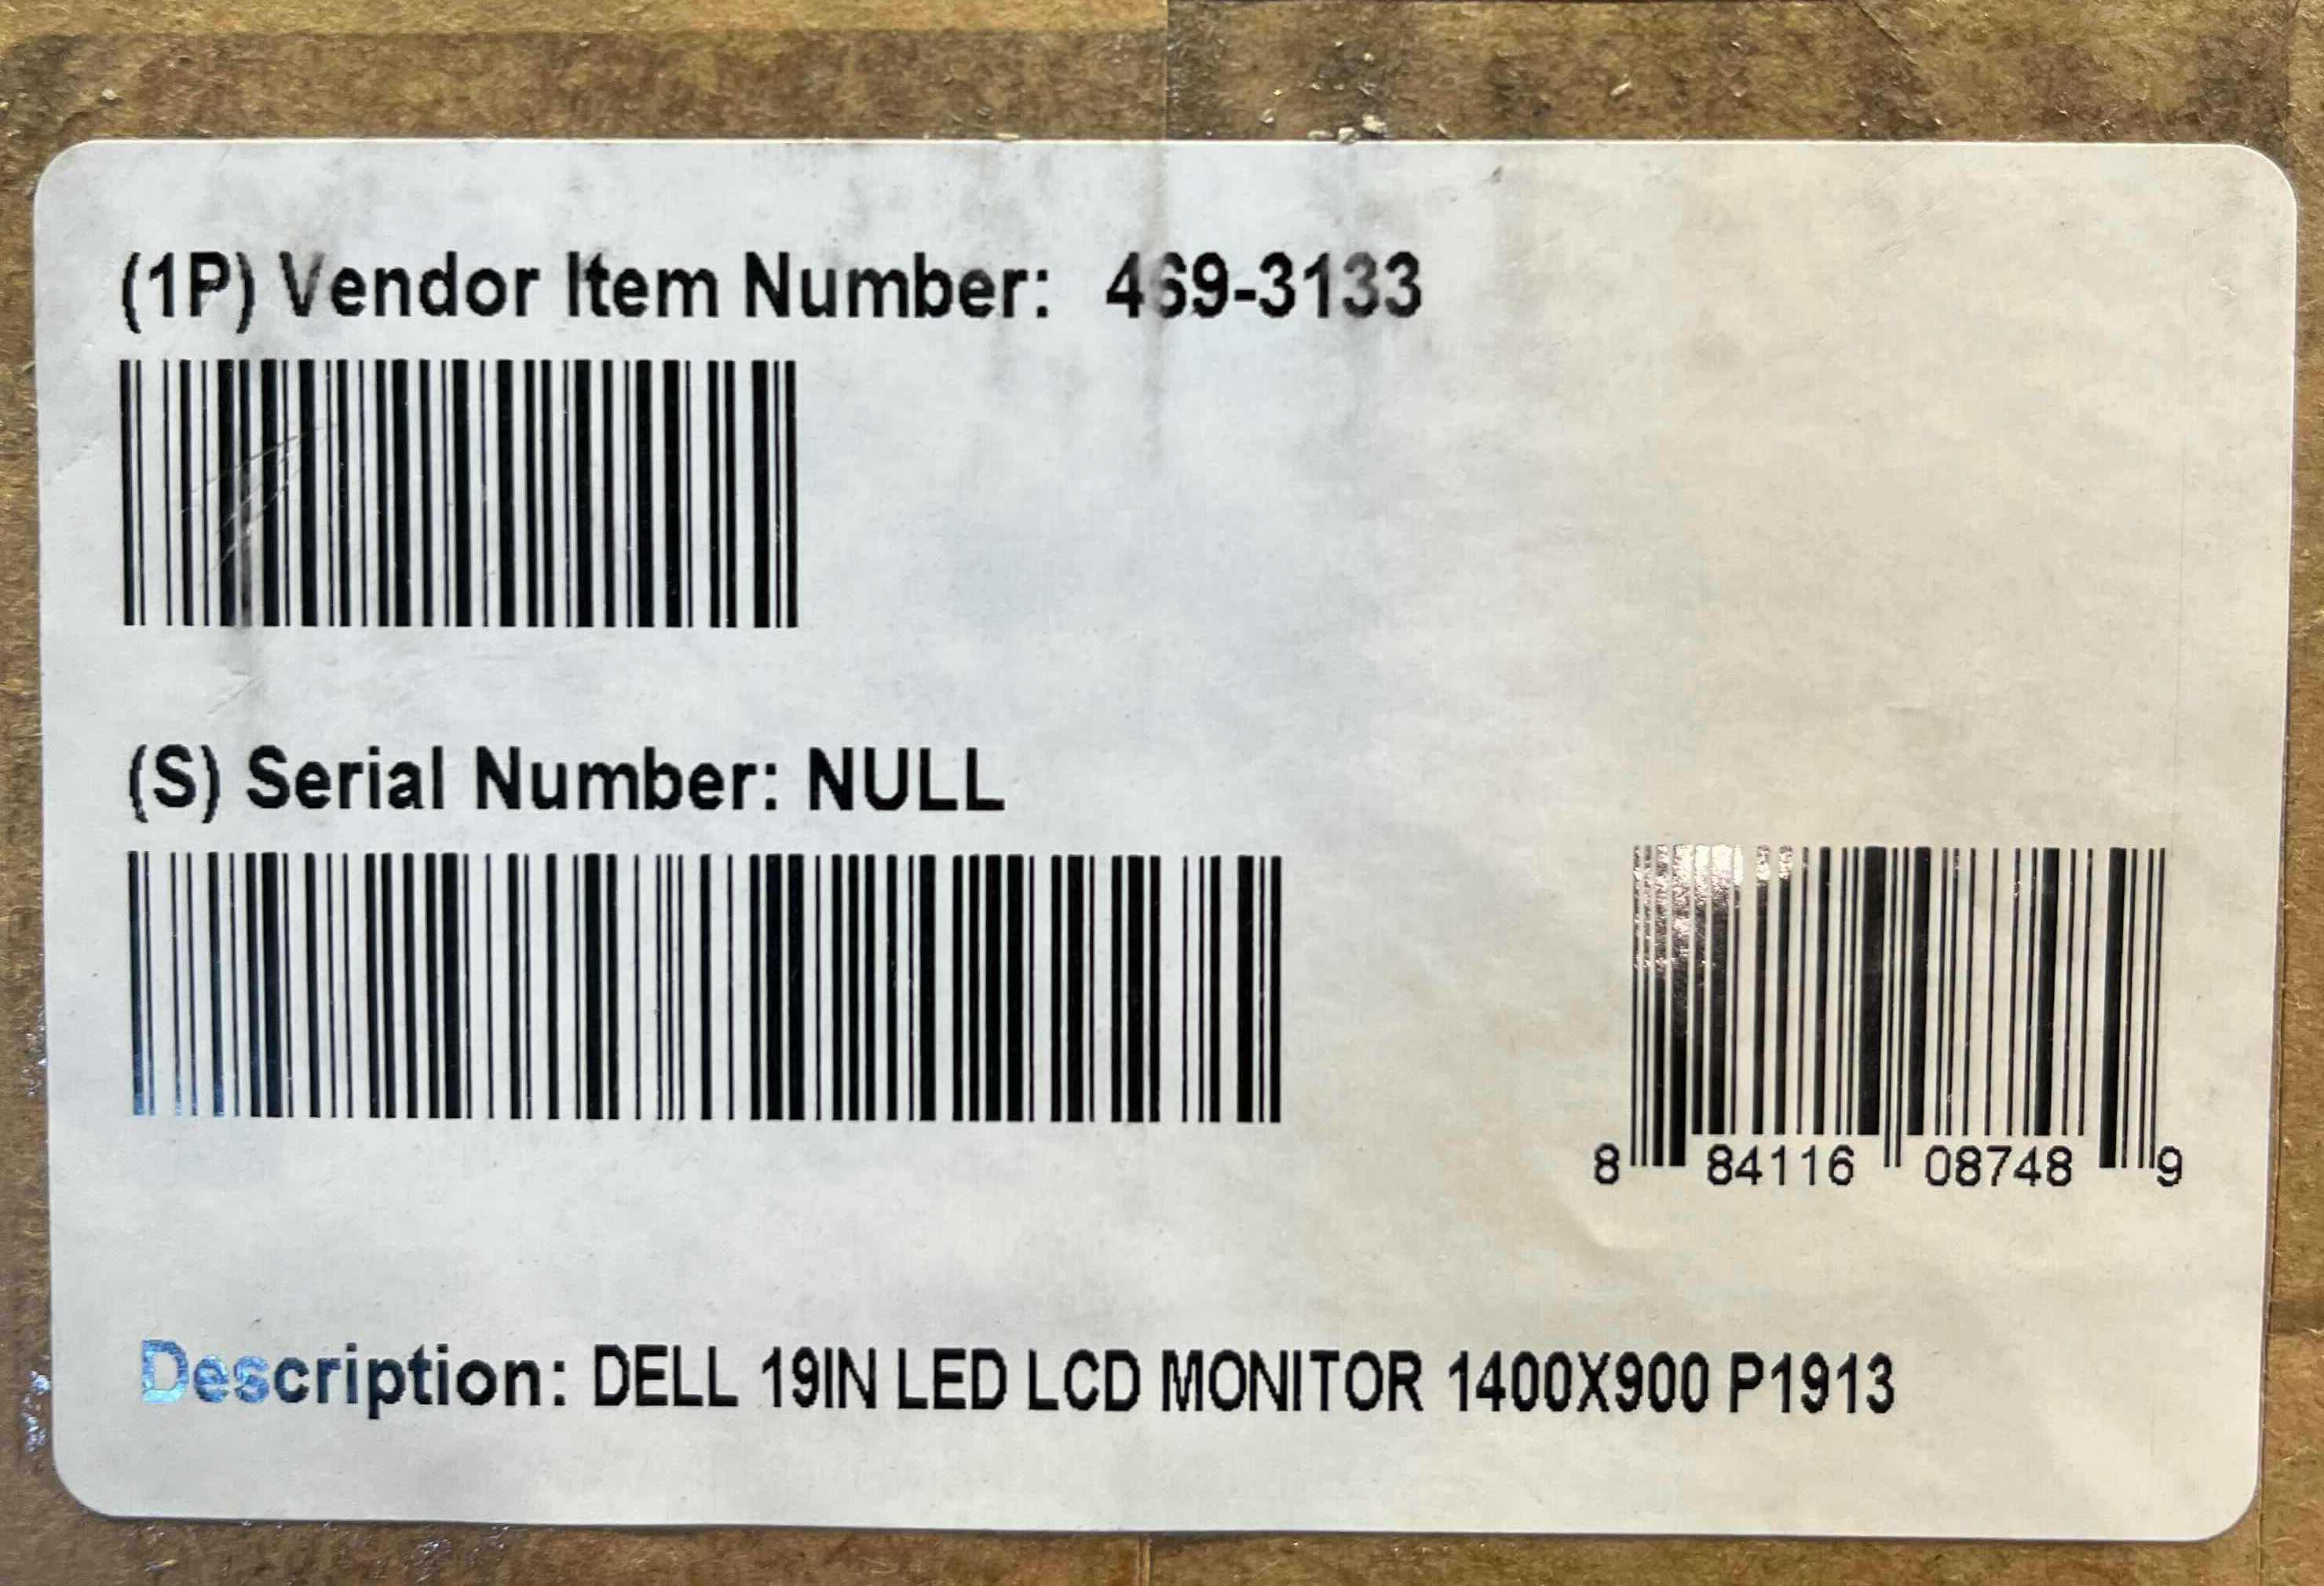 (1P) Vendor Item Number: 469-3133
(S) Serial Number: NULL
8 84116 08748 9
Description: DELL 19IN LED LCD MONITOR 1400X900 P1913